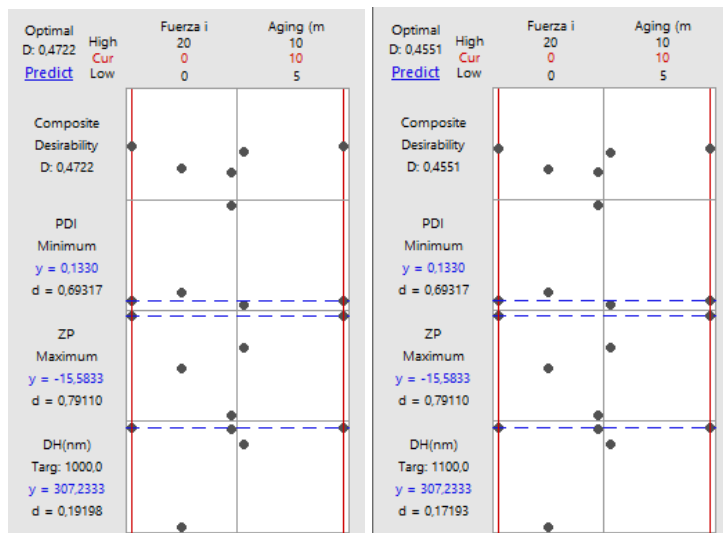 Optimal
D: 0,4722
Predict
High
Cur
Low
Fuerza i
20
0
0
Aging (m
10
10
5
Composite
Desirability
D: 0,4722
PDI
Minimum
y = 0,1330
d = 0,69317
ZP
Maximum
y = -15,5833
d = 0,79110
DH(nm)
Targ: 1000,0
y = 307,2333
d = 0,19198
Optimal
D: 0,4551
Predict
High
Cur
Low
Fuerza i
20
0
0
Aging (m
10
10
5
Composite
Desirability
D: 0,4551
PDI
Minimum
y = 0,1330
d = 0,69317
ZP
Maximum
y = -15,5833
d = 0,79110
DH(nm)
Targ: 1100,0
y = 307,2333
d = 0,17193